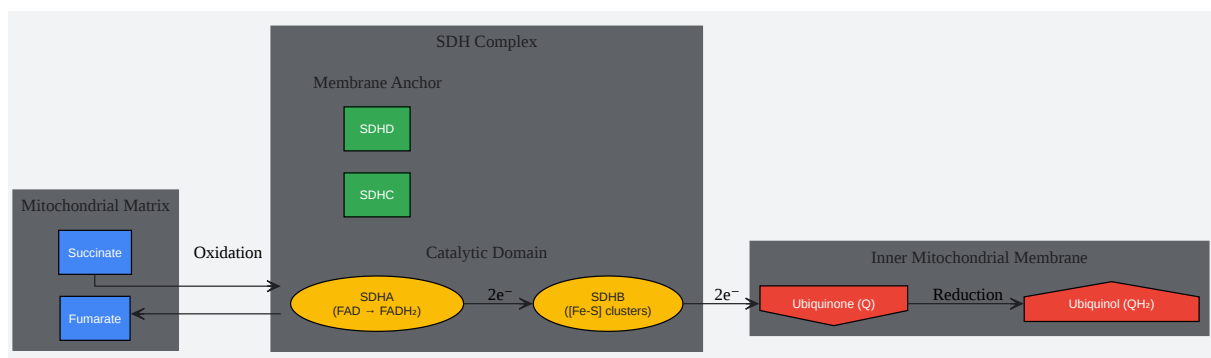 SDH Complex
Membrane Anchor
SDHD
SDHC
Mitochondrial Matrix
Succinate
Oxidation
Fumarate
Catalytic Domain
SDHA
(FAD → FADH₂)
2e⁻
SDHB
([Fe-S] clusters)
2e⁻
Inner Mitochondrial Membrane
Ubiquinone (Q)
Reduction
Ubiquinol (QH₂)